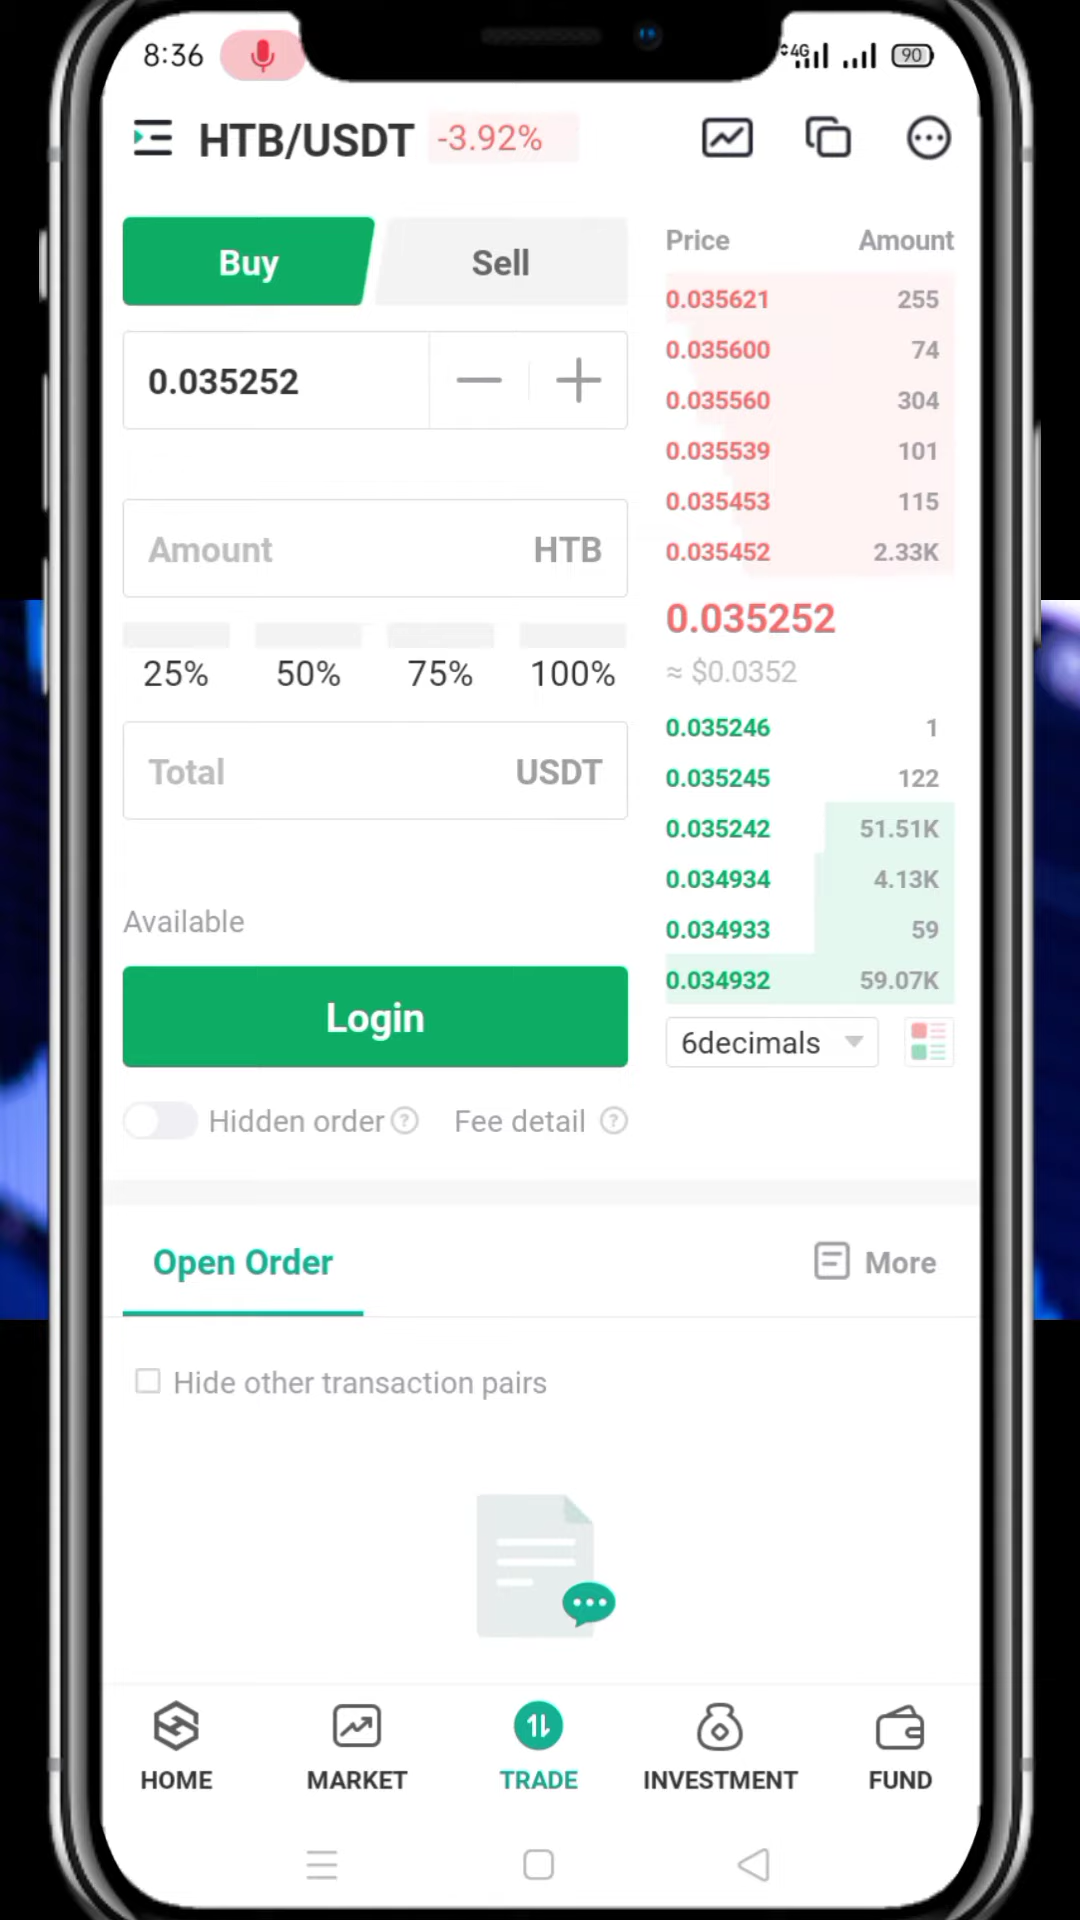 8:36
4G
90
HTB/USDT
-3.92%
Buy
Sell
0.035252
Amount
HTB
25%
50%
75%
100%
Total
USDT
Available
Login
Hidden order ?
Fee detail ?
Price
Amount
0.035621 255
0.035600 74
0.035560 304
0.035539 101
0.035453 115
0.035452 2.33K
0.035252
≈ $0.0352
0.035246 1
0.035245 122
0.035242 51.51K
0.034934 4.13K
0.034933 59
0.034932 59.07K
6decimals
Open Order
More
Hide other transaction pairs
HOME
MARKET
TRADE
INVESTMENT
FUND